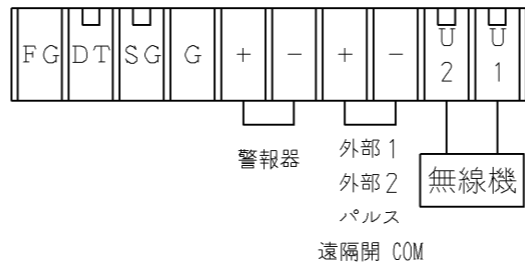 FG DT SG G + - + - U2 U1
警報器
外部1
外部2
パルス
遠隔開 COM
無線機